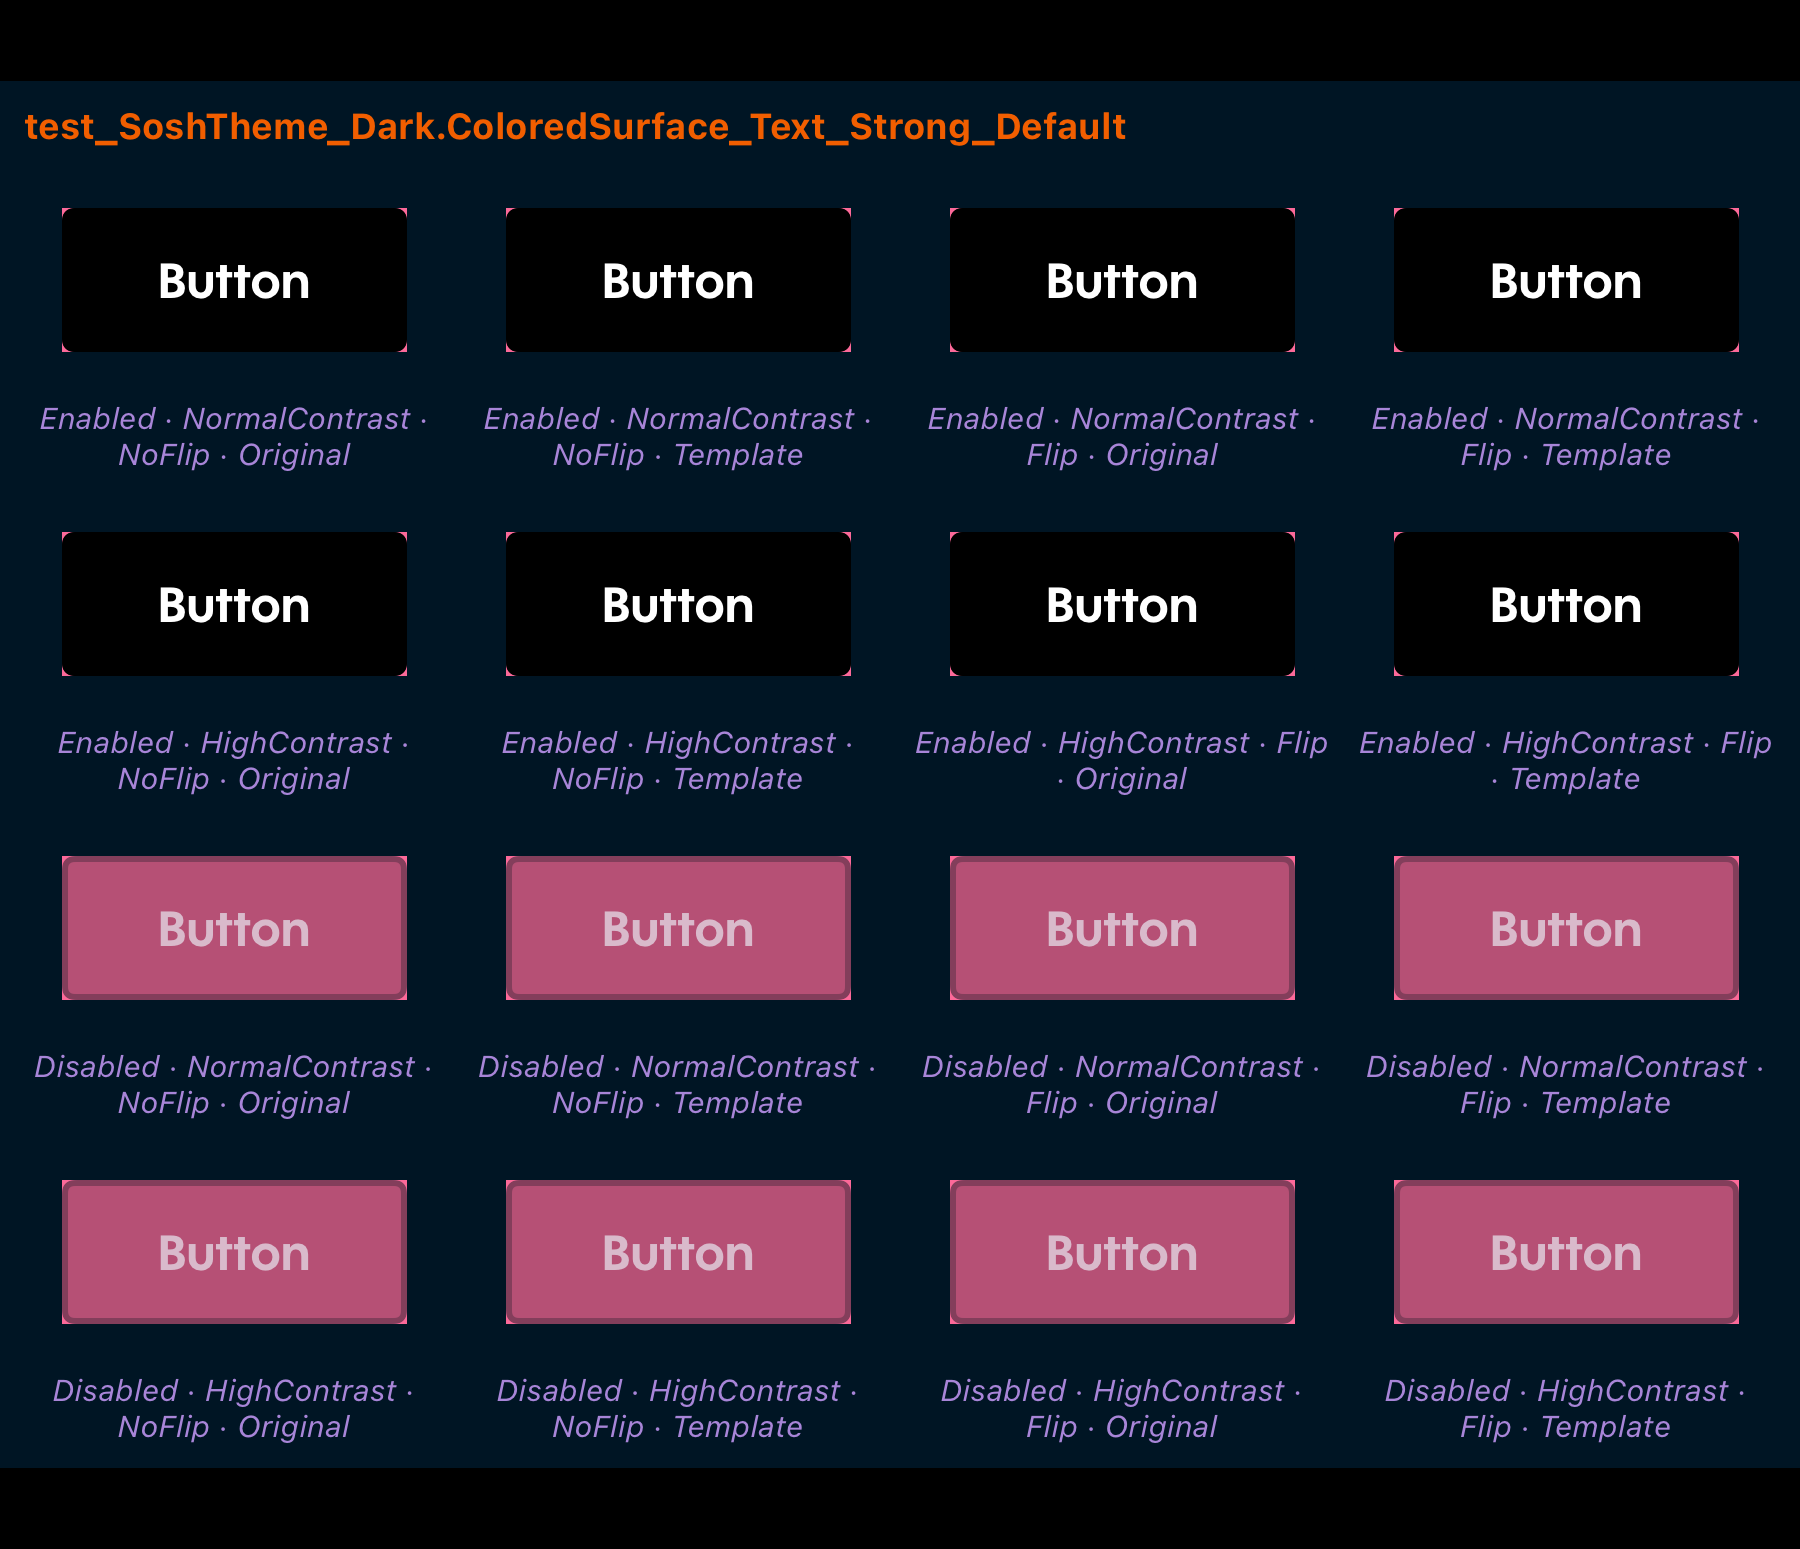 test_SoshTheme_Dark.ColoredSurface_Text_Strong_Default
Button Button Button Button
Enabled · NormalContrast · Enabled · NormalContrast · Enabled · NormalContrast · Enabled · NormalContrast ·
NoFlip · Original NoFlip · Template Flip · Original Flip · Template
Button Button Button Button
Enabled · HighContrast · Enabled · HighContrast · Enabled · HighContrast · Flip Enabled · HighContrast · Flip
NoFlip · Original NoFlip · Template · Original · Template
Button Button Button Button
Disabled · NormalContrast · Disabled · NormalContrast · Disabled · NormalContrast · Disabled · NormalContrast ·
NoFlip · Original NoFlip · Template Flip · Original Flip · Template
Button Button Button Button
Disabled · HighContrast · Disabled · HighContrast · Disabled · HighContrast · Disabled · HighContrast ·
NoFlip · Original NoFlip · Template Flip · Original Flip · Template